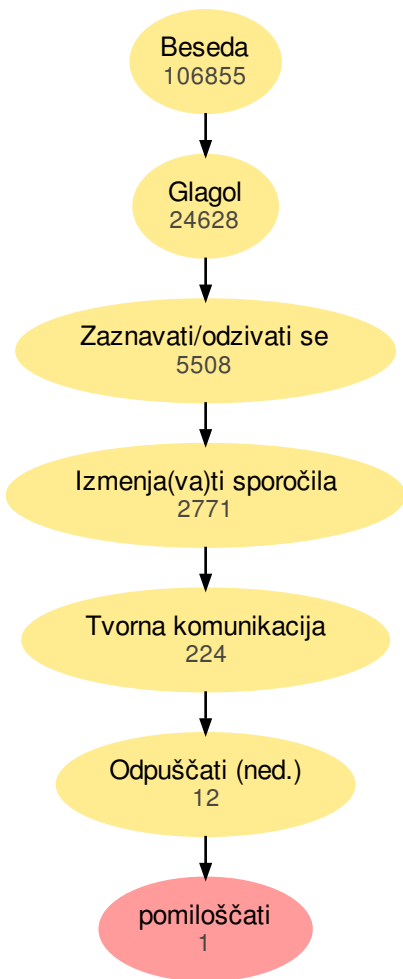 Beseda
106855
Glagol
24628
Zaznavati/odzivati se
5508
Izmenja(va)ti sporočila
2771
Tvorna komunikacija
224
Odpuščati (ned.)
12
pomiloščati
1